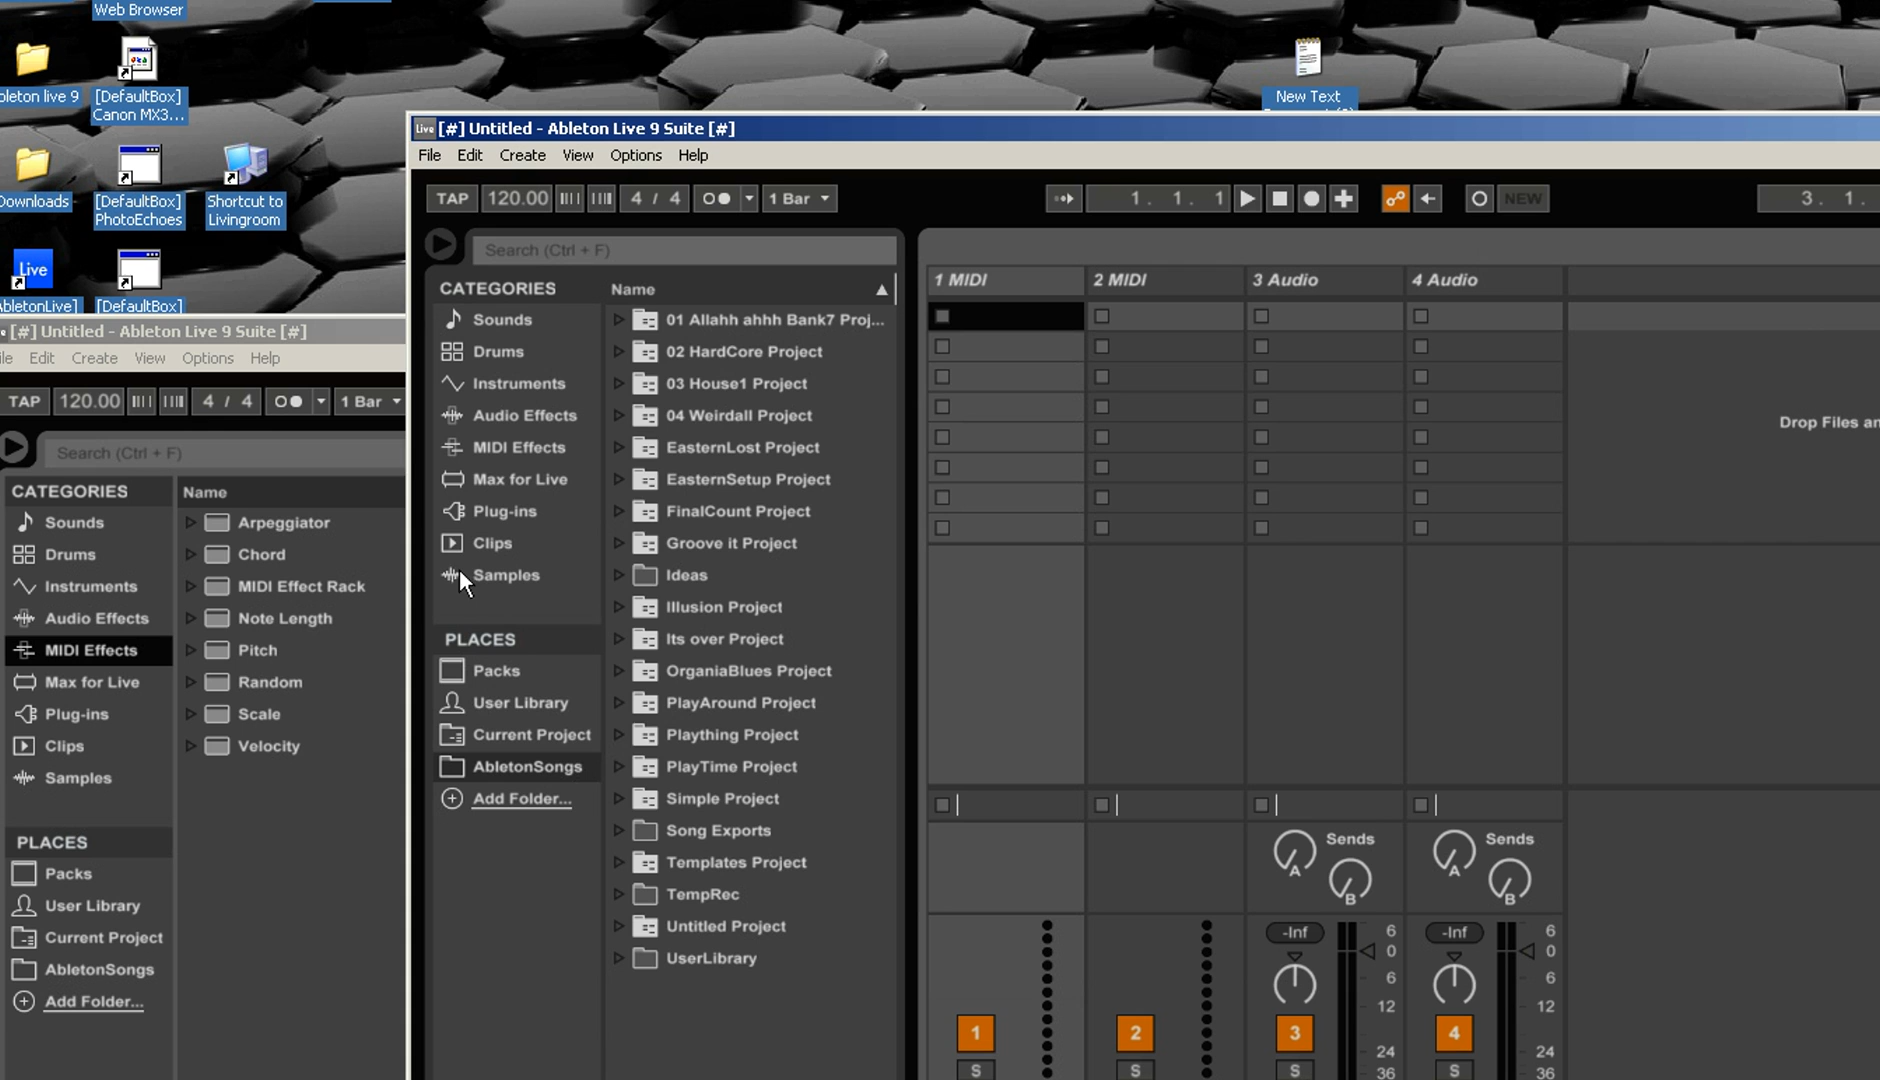 Web Browser
bleton live 9
[DefaultBox]
Canon MX3...
New Text
Downloads
[DefaultBox]
PhotoEchoes
Shortcut to
Livingroom
Live
AbletonLive]
[DefaultBox]
Live [#] Untitled - Ableton Live 9 Suite [#]
File Edit Create View Options Help
TAP 120.00 4 / 4 1 Bar 1. 1. 1 NEW 3. 1.
Search (Ctrl + F)
CATEGORIES
Sounds
Drums
Instruments
Audio Effects
MIDI Effects
Max for Live
Plug-ins
Clips
Samples
PLACES
Packs
User Library
Current Project
AbletonSongs
Add Folder...
Name
01 Allahh ahhh Bank7 Proj...
02 HardCore Project
03 House1 Project
04 Weirdall Project
EasternLost Project
EasternSetup Project
FinalCount Project
Groove it Project
Ideas
Illusion Project
Its over Project
OrganiaBlues Project
PlayAround Project
Plaything Project
PlayTime Project
Simple Project
Song Exports
Templates Project
TempRec
Untitled Project
UserLibrary
1 MIDI 2 MIDI 3 Audio 4 Audio
Drop Files an
Sends Sends
A A
B B
-Inf 6 -Inf 6
0 0
6 6
12 12
1 2 3 4
24 24
S S S S
36 36
[#] Untitled - Ableton Live 9 Suite [#]
ile Edit Create View Options Help
TAP 120.00 4 / 4 1 Bar
Search (Ctrl + F)
CATEGORIES
Sounds
Drums
Instruments
Audio Effects
MIDI Effects
Max for Live
Plug-ins
Clips
Samples
PLACES
Packs
User Library
Current Project
AbletonSongs
Add Folder...
Name
Arpeggiator
Chord
MIDI Effect Rack
Note Length
Pitch
Random
Scale
Velocity